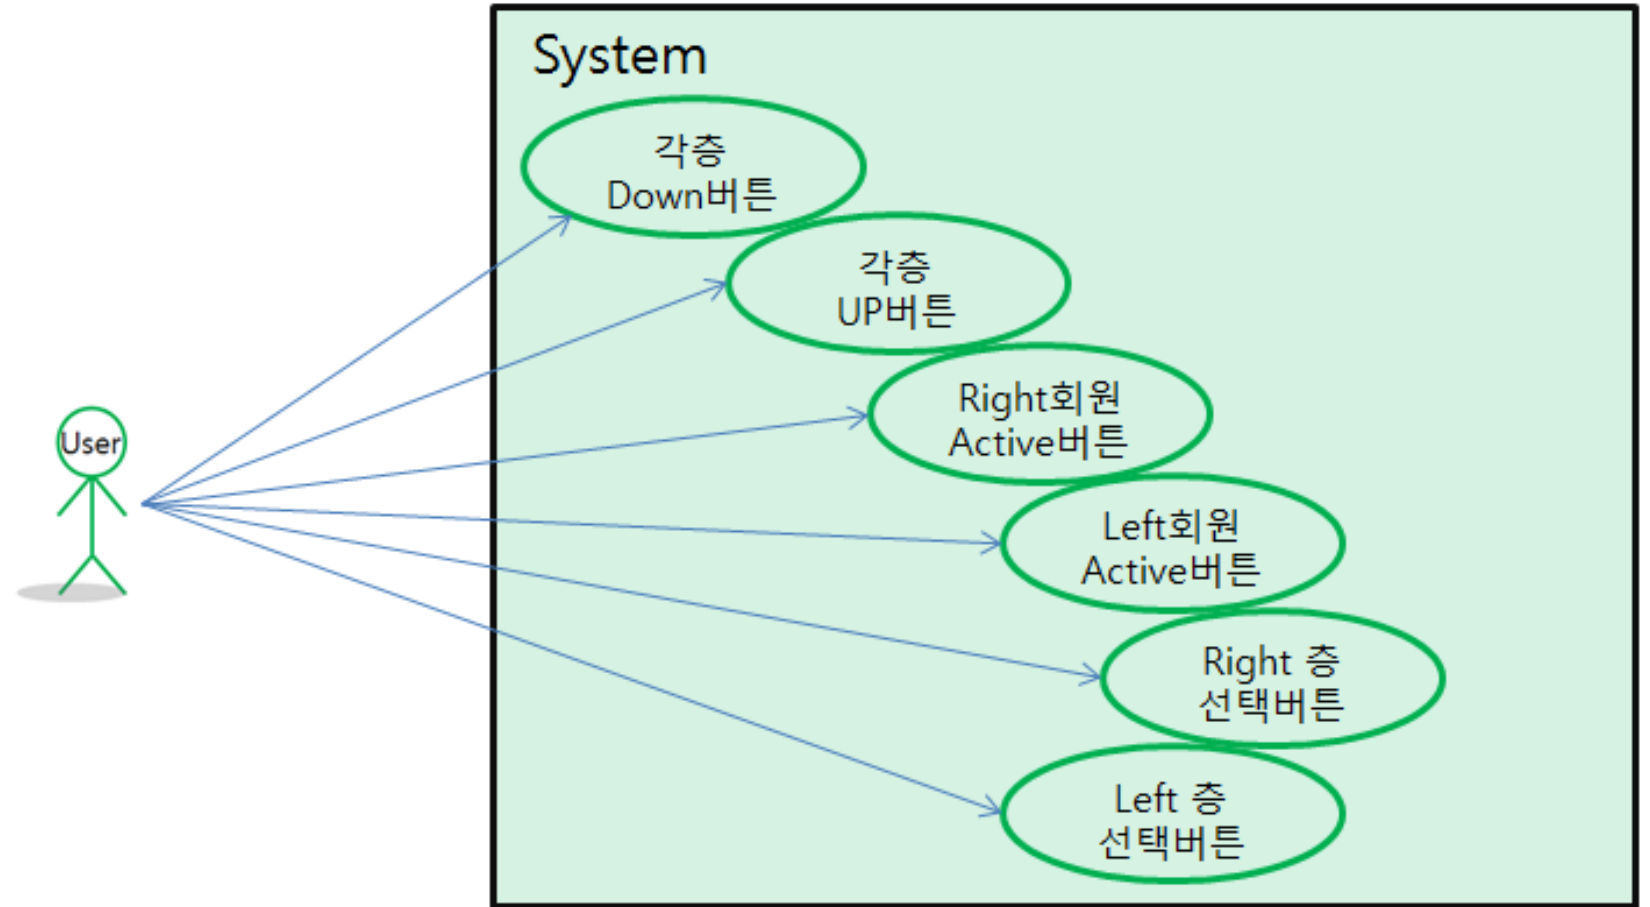 System
각층
Down버튼
각층
UP버튼
Right회원
Active버튼
User
Left회원
Active버튼
Right 층
선택버튼
Left 층
선택버튼